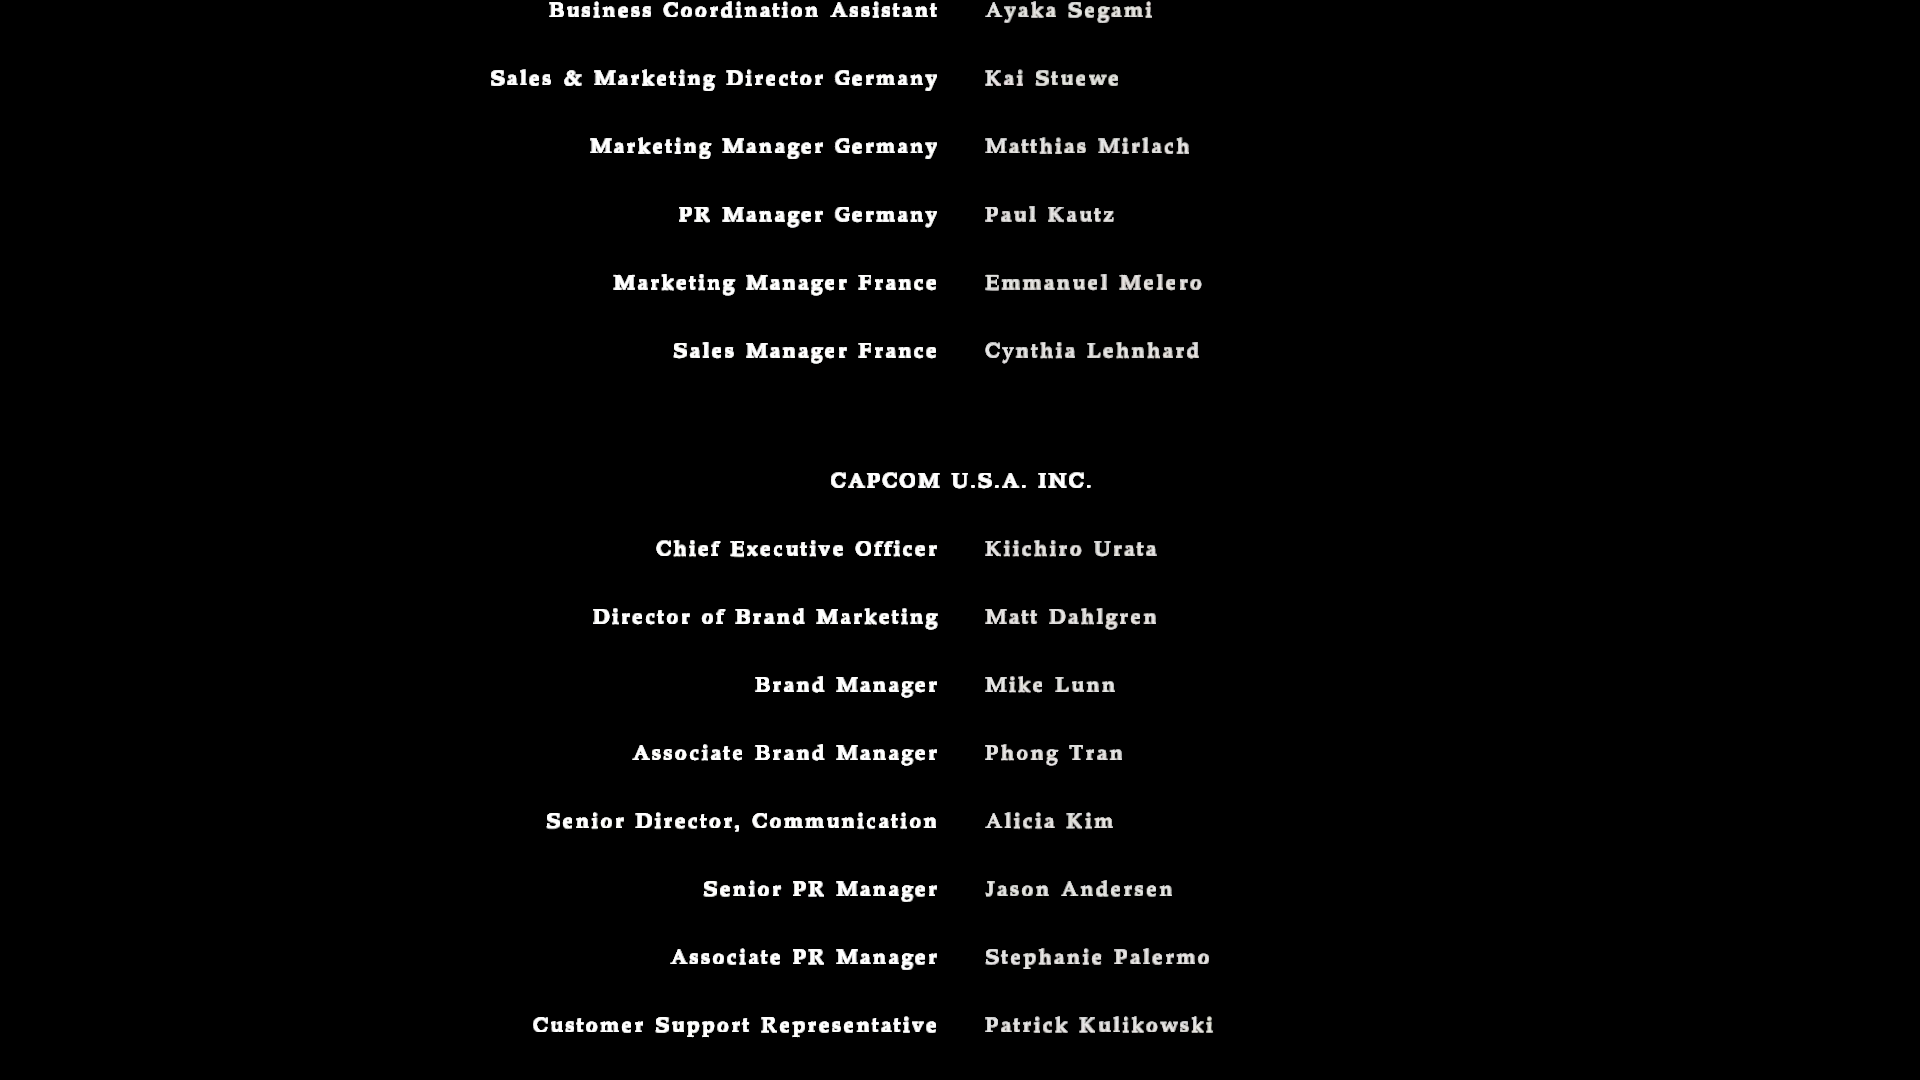 Business Coordination Assistant Ayaka Segami
Sales & Marketing Director Germany Kai Stuewe
Marketing Manager Germany Matthias Mirlach
PR Manager Germany Paul Kautz
Marketing Manager France Emmanuel Melero
Sales Manager France Cynthia Lehnhard
CAPCOM U.S.A. INC.
Chief Executive Officer Kiichiro Urata
Director of Brand Marketing Matt Dahlgren
Brand Manager Mike Lunn
Associate Brand Manager Phong Tran
Senior Director, Communication Alicia Kim
Senior PR Manager Jason Andersen
Associate PR Manager Stephanie Palermo
Customer Support Representative Patrick Kulikowski